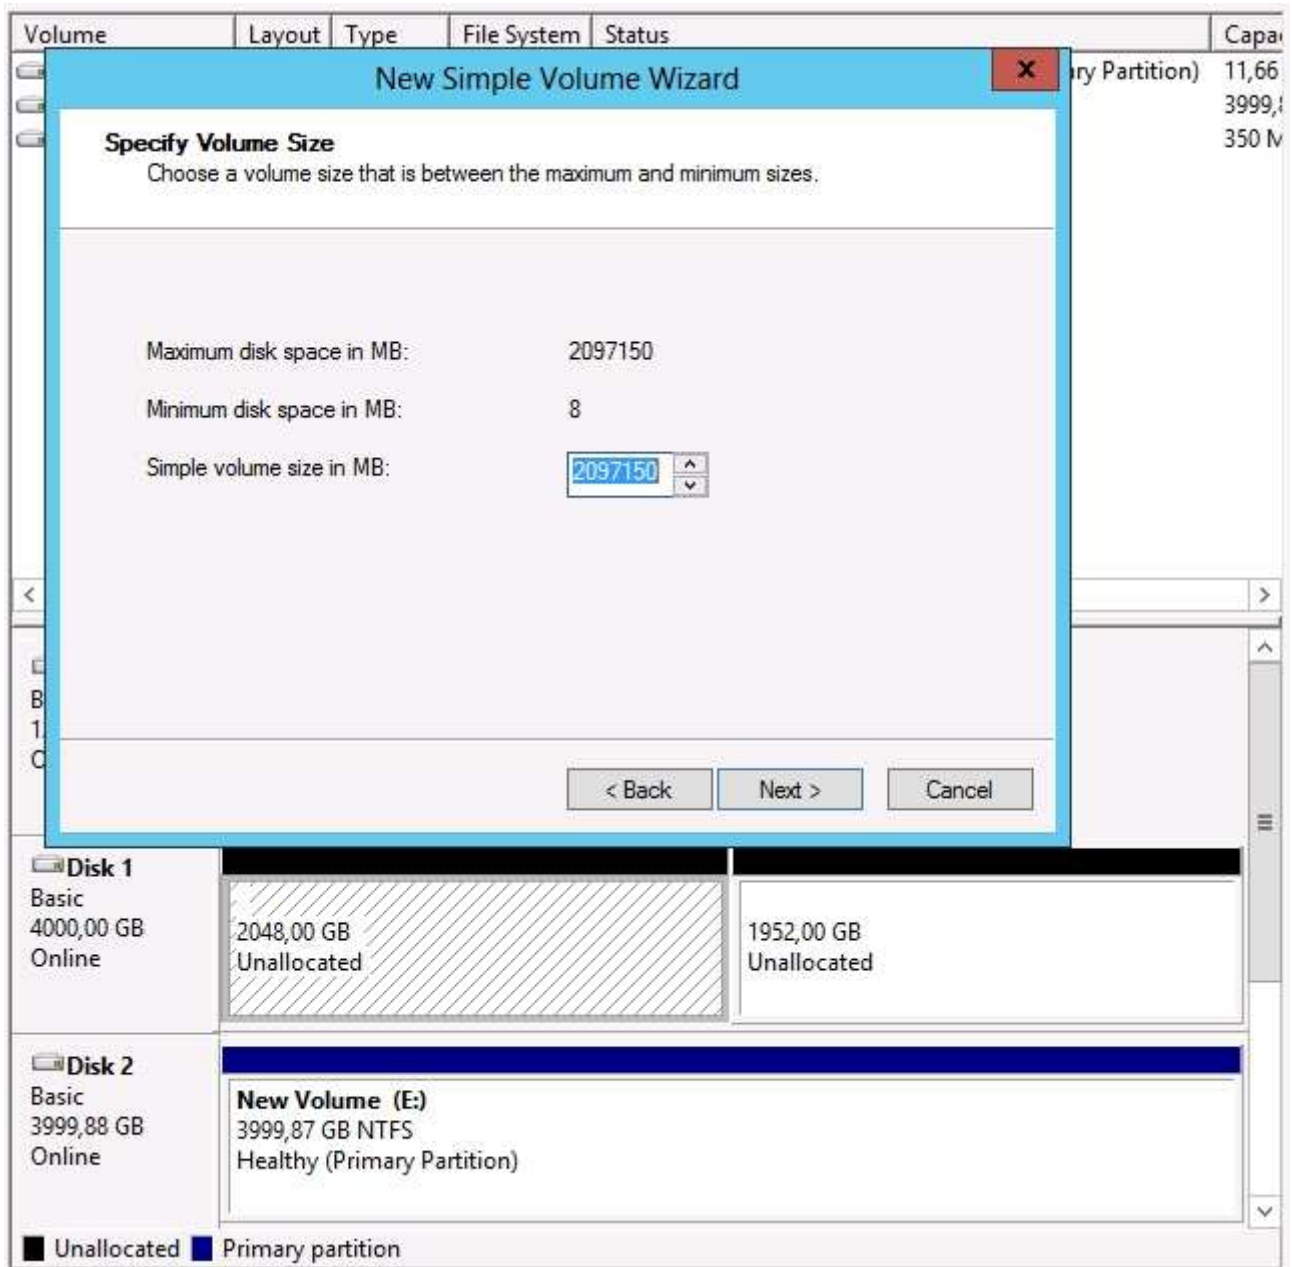 Volume Layout Type File System Status Capa
New Simple Volume Wizard x
ry Partition) 11,66
3999,
350 M
Specify Volume Size
Choose a volume size that is between the maximum and minimum sizes.
Maximum disk space in MB: 2097150
Minimum disk space in MB: 8
Simple volume size in MB: 2097150
< Back Next > Cancel
Disk 1
Basic
4000,00 GB
Online
2048,00 GB
Unallocated
1952,00 GB
Unallocated
Disk 2
Basic
3999,88 GB
Online
New Volume (E:)
3999,87 GB NTFS
Healthy (Primary Partition)
Unallocated Primary partition